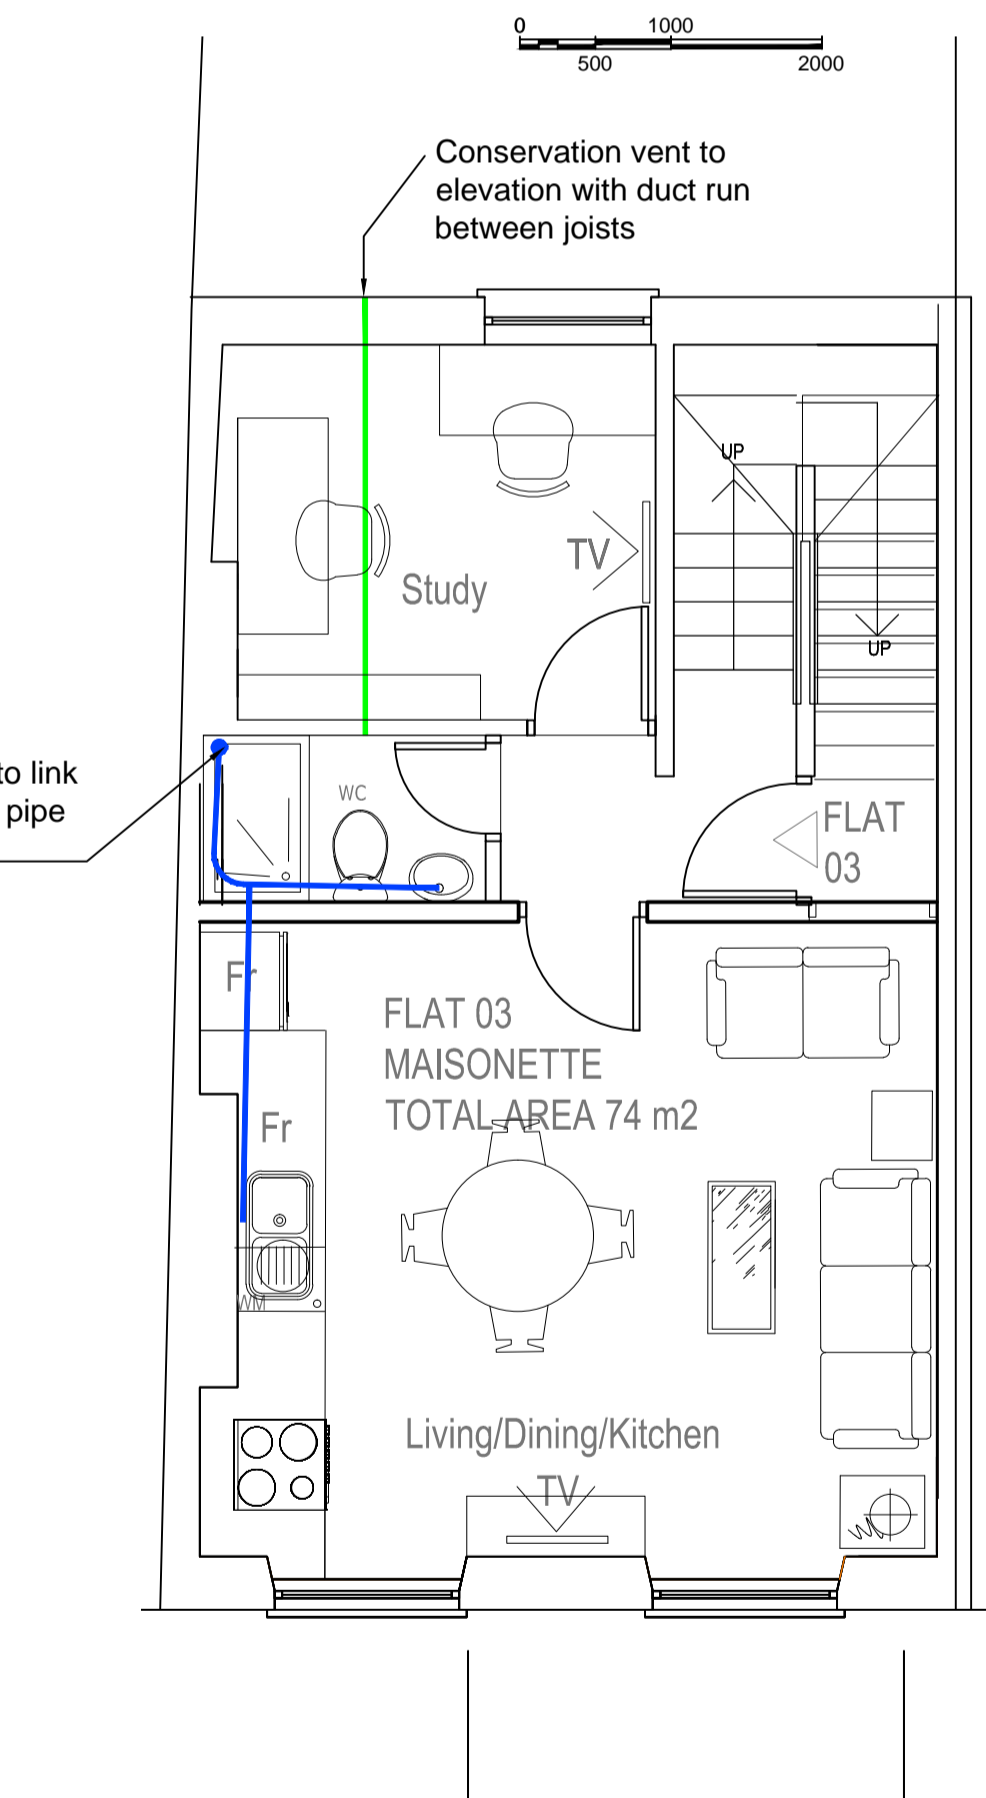 0 1000
500 2000
Conservation vent to
elevation with duct run
between joists
UP
TV
Study
UP
to link
pipe
WC
FLAT
03
Fr
FLAT 03
MAISONETTE
TOTAL AREA 74 m2
Fr
WM
Living/Dining/Kitchen
TV